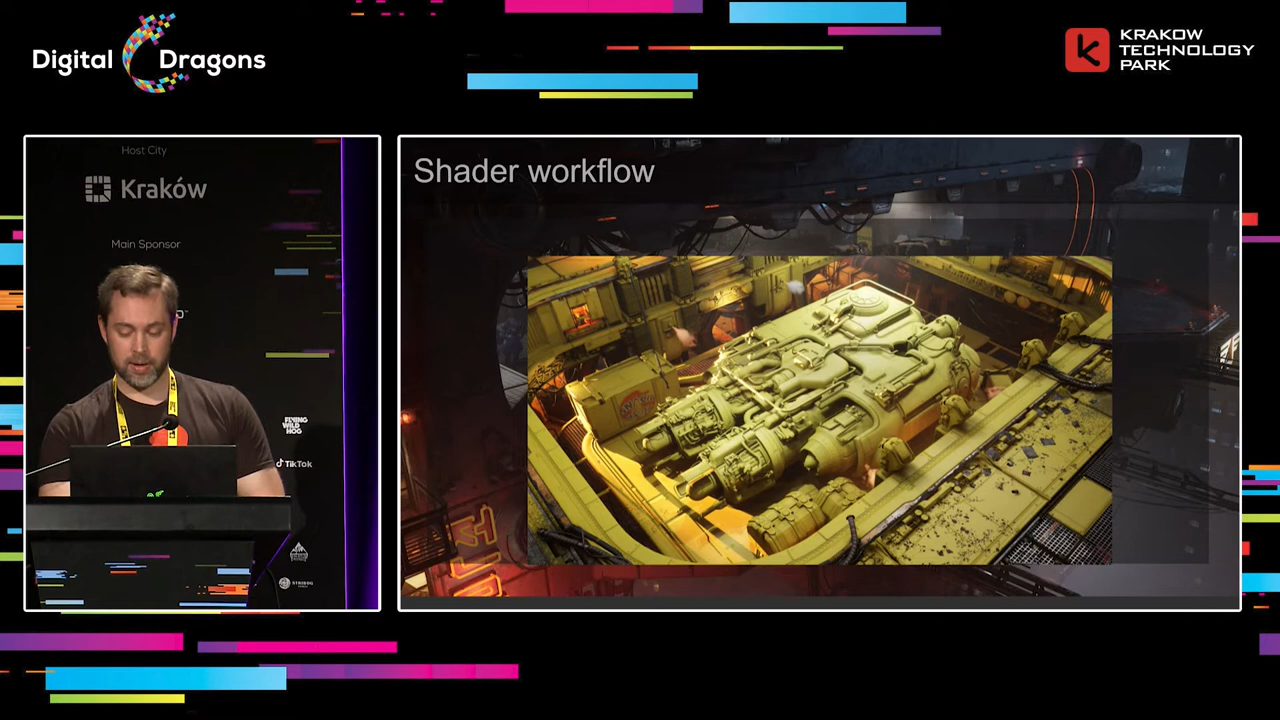 Digital Dragons
KRAKOW
TECHNOLOGY
PARK
Host City
Kraków
Main Sponsor
FLYING
WILD
HOG
TikTok
Shader workflow